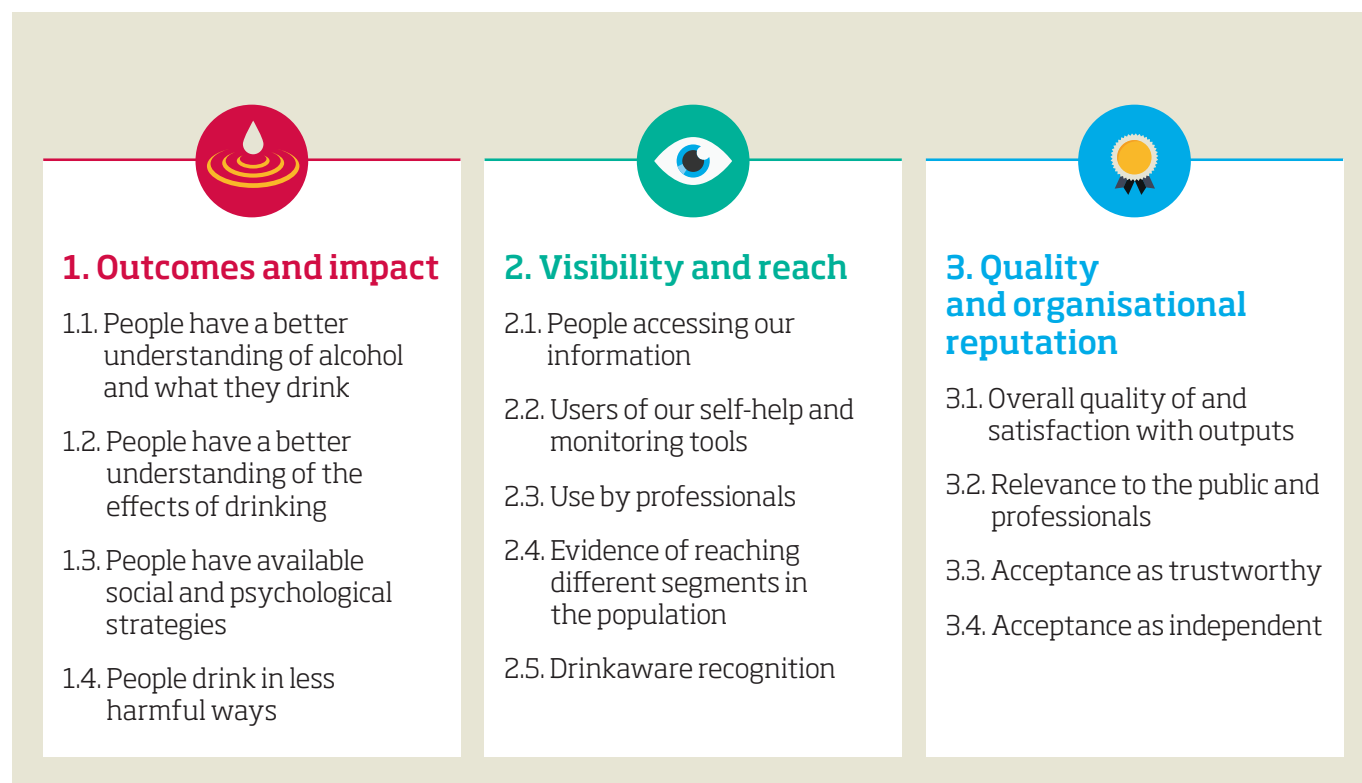 1. Outcomes and impact
1.1. People have a better
understanding of alcohol
and what they drink
1.2. People have a better
understanding of the
effects of drinking
1.3. People have available
social and psychological
strategies
1.4. People drink in less
harmful ways
2. Visibility and reach
2.1. People accessing our
information
2.2. Users of our self-help and
monitoring tools
2.3. Use by professionals
2.4. Evidence of reaching
different segments in
the population
2.5. Drinkaware recognition
3. Quality
and organisational
reputation
3.1. Overall quality of and
satisfaction with outputs
3.2. Relevance to the public and
professionals
3.3. Acceptance as trustworthy
3.4. Acceptance as independent